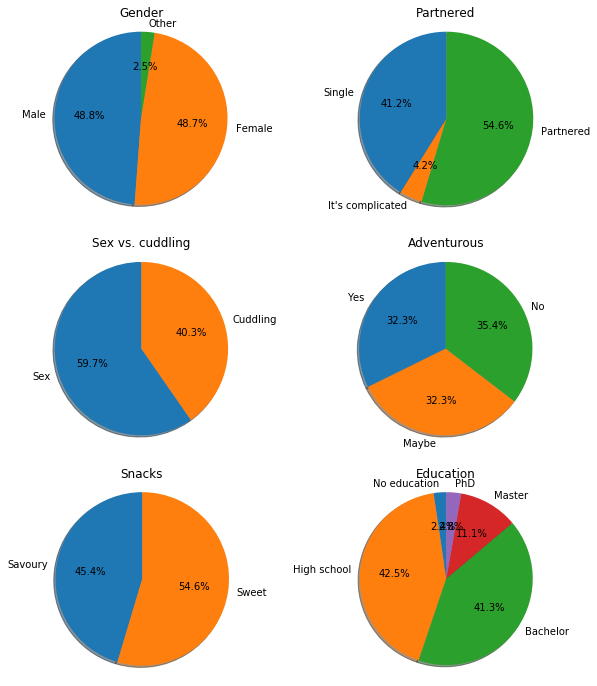 Gender
Other
2.5%
Male
48.8%
48.7%
Female
Partnered
Single
41.2%
54.6%
Partnered
4.2%
It's complicated
Sex vs. cuddling
Cuddling
40.3%
59.7%
Sex
Adventurous
Yes
No
32.3%
35.4%
32.3%
Maybe
Snacks
Savoury
45.4%
54.6%
Sweet
Education
No education
PhD
Master
11.1%
High school
42.5%
41.3%
Bachelor